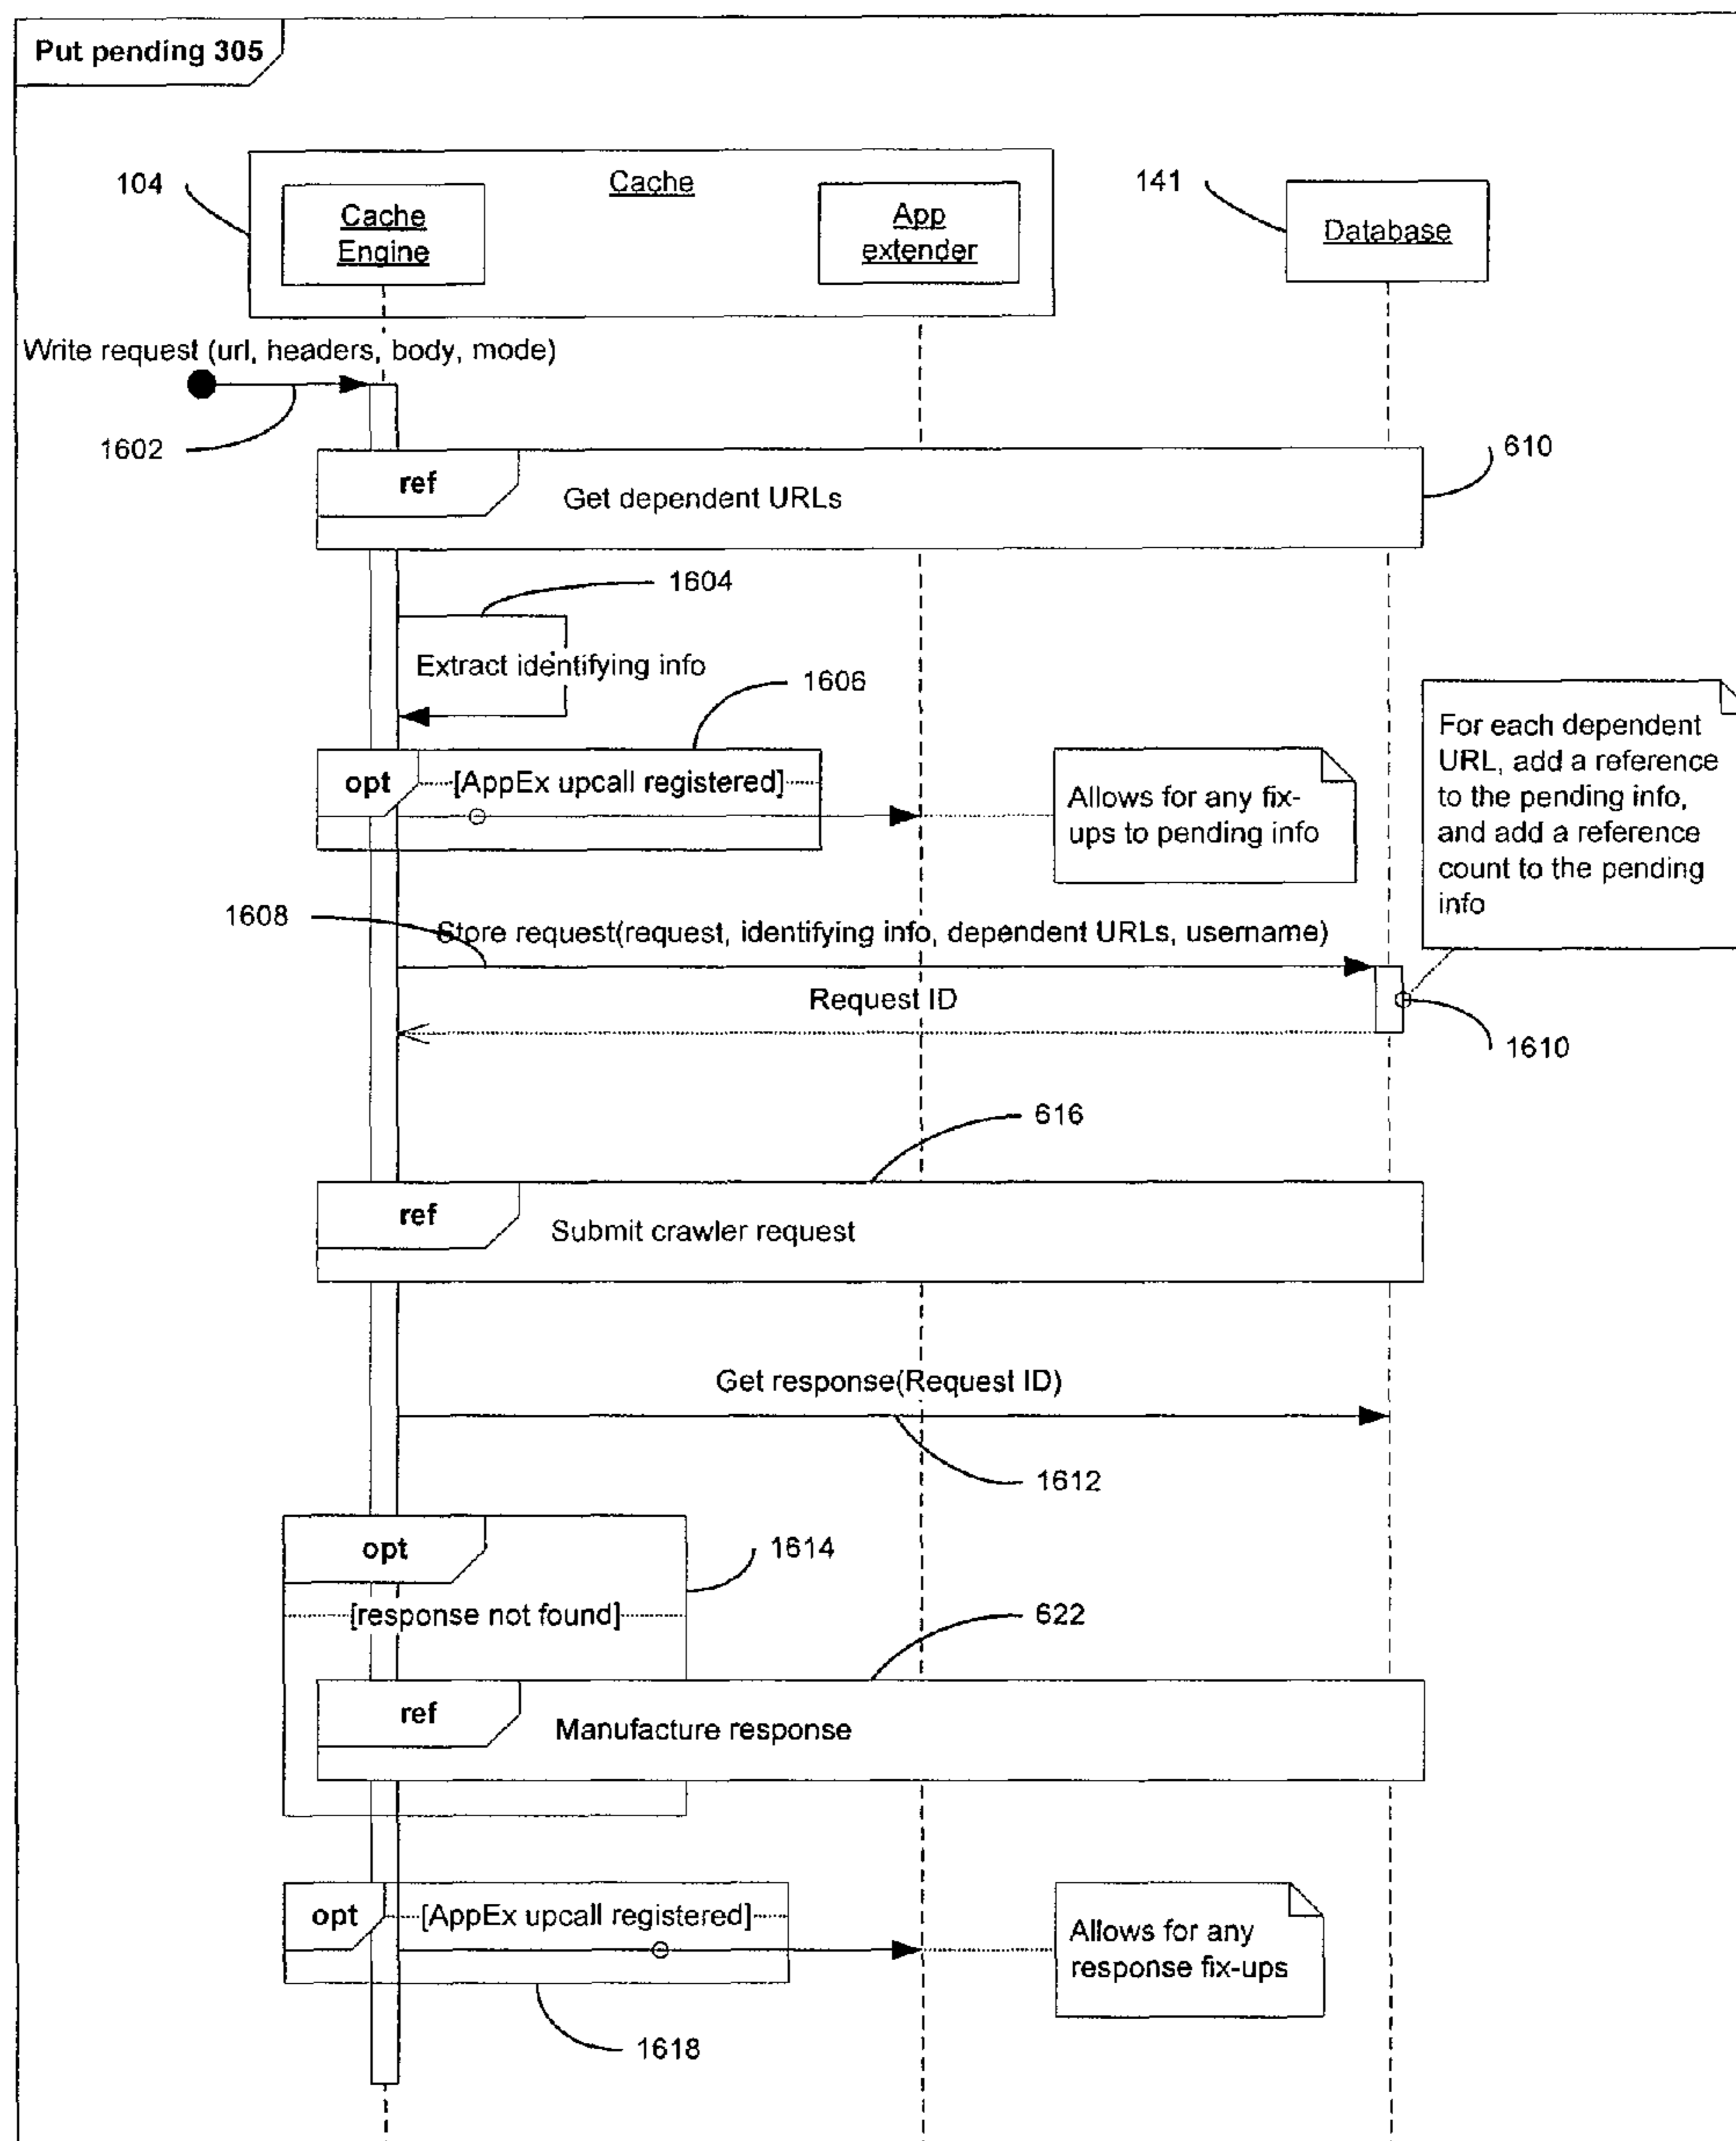 Put pending 305
104
Cache
141
Cache
Engine
App
extender
Database
Write request (url, headers, body, mode)
1602
610
ref
Get dependent URLs
1604
Extract identifying info
1606
opt
[AppEx upcall registered]
Allows for any fix-
ups to pending info
For each dependent
URL, add a reference
to the pending info,
and add a reference
count to the pending
info
1608
Store request(request, identifying info, dependent URLs, username)
Request ID
1610
616
ref
Submit crawler request
Get response(Request ID)
1612
opt
1614
[response not found]
622
ref
Manufacture response
opt
[AppEx upcall registered]
Allows for any
response fix-ups
1618